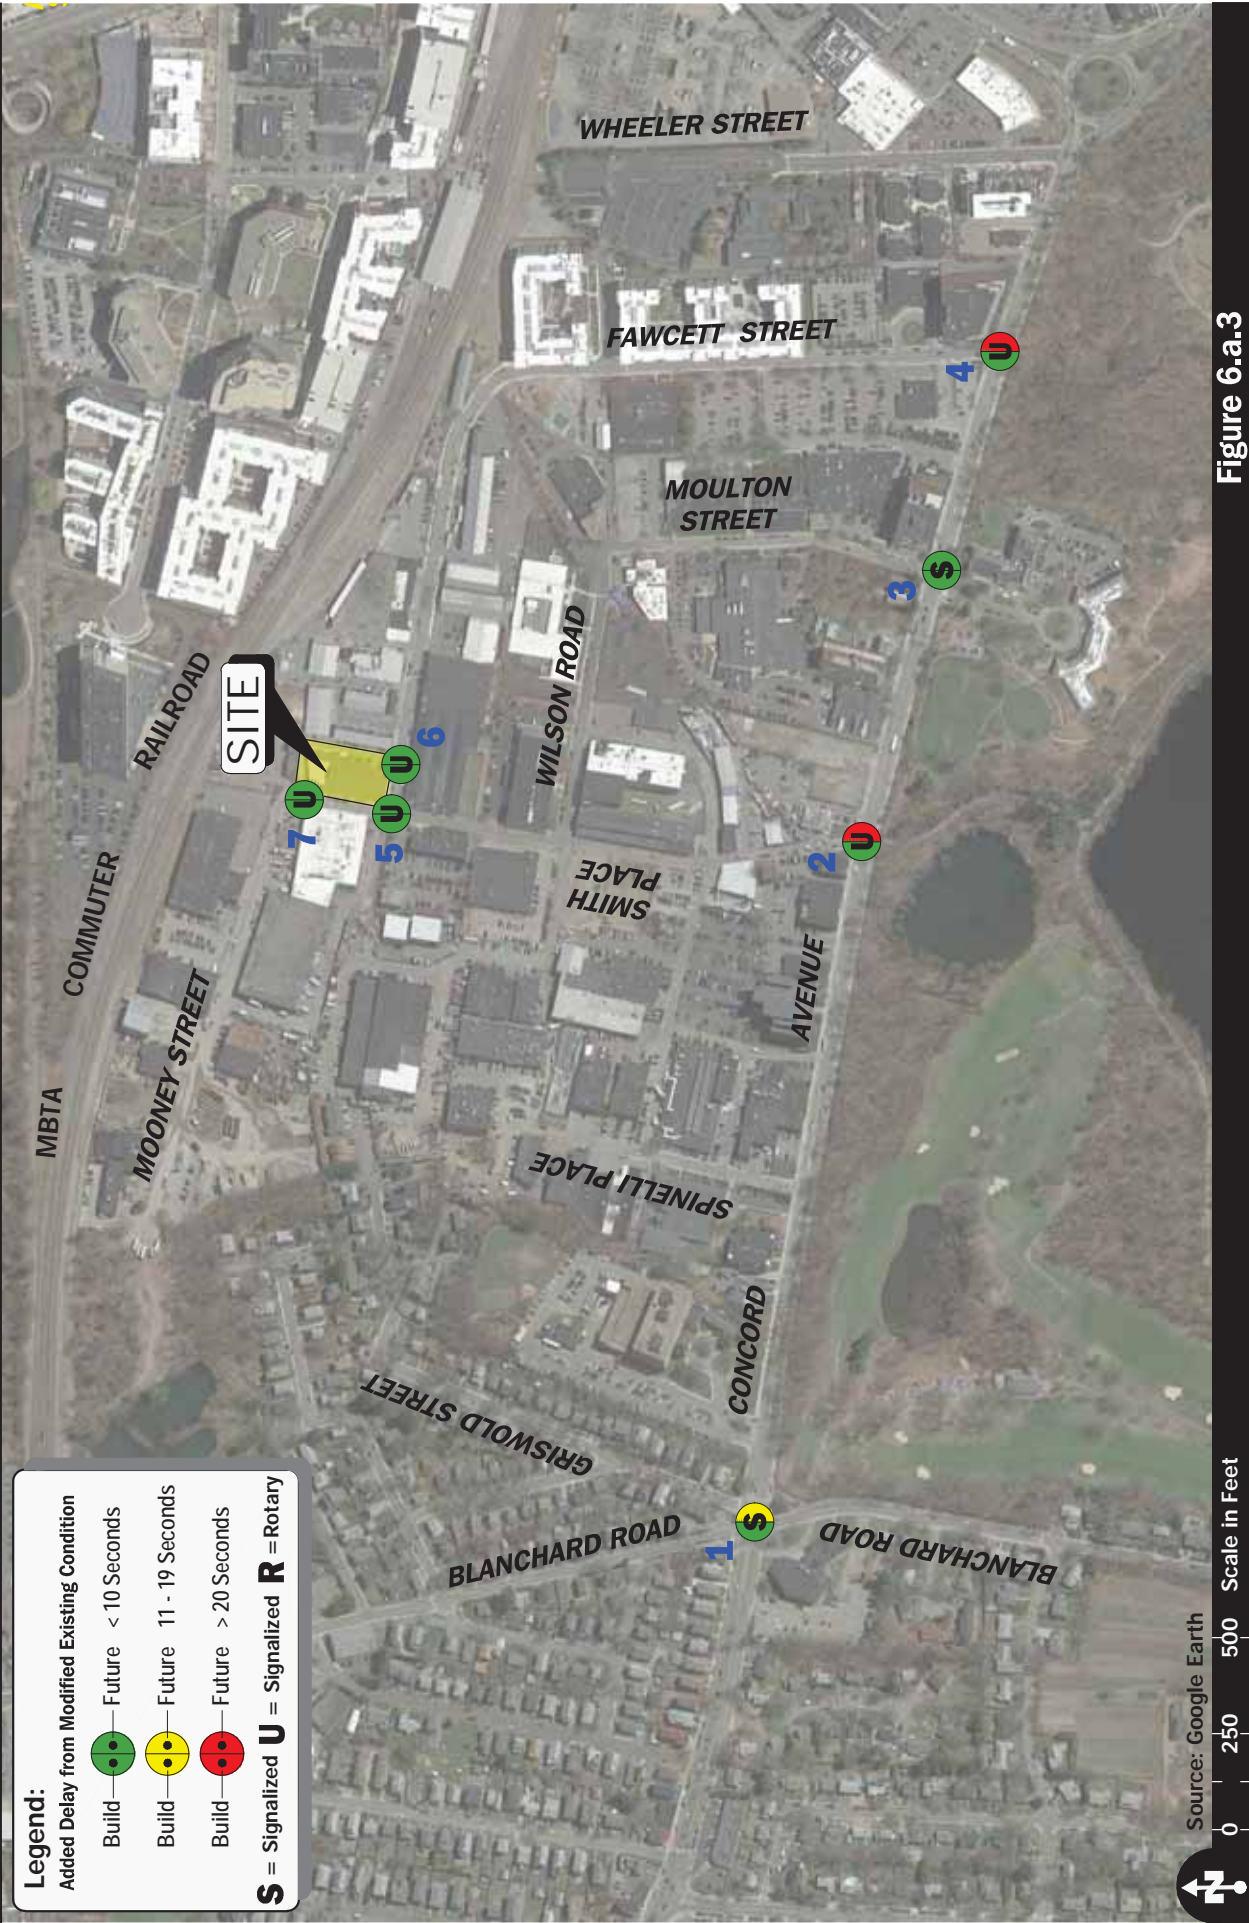 Legend:
Added Delay from Modified Existing Condition
Build Future < 10 Seconds
Build Future 11 - 19 Seconds
Build Future > 20 Seconds
S = Signalized U = Signalized R = Rotary
MBTA
COMMUTER
RAILROAD
MOONEY STREET
SITE
7
U
5
U
6
U
WILSON ROAD
SMITH
PLACE
SPINELLI PLACE
GRISWOLD STREET
BLANCHARD ROAD
BLANCHARD ROAD
WHEELER STREET
FAWCETT STREET
MOULTON
STREET
CONCORD
AVENUE
1
S
2
U
3
S
4
U
Source: Google Earth
N
0 250 500 Scale in Feet
Figure 6.a.3